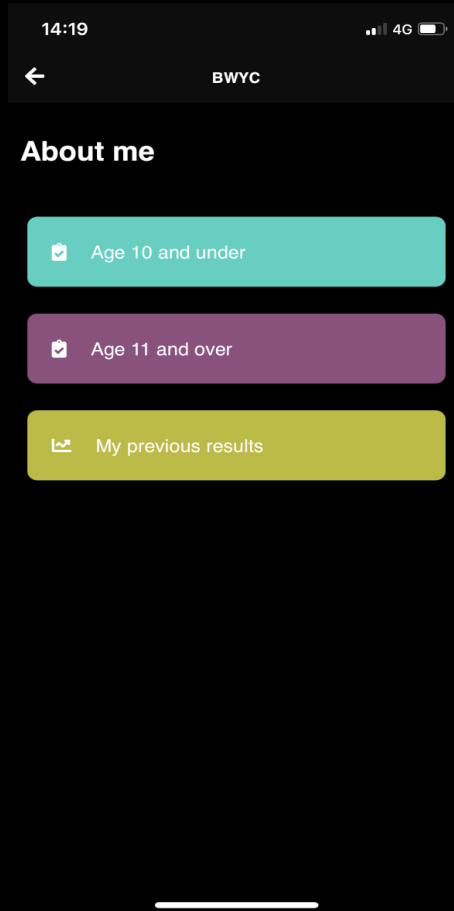 14:19 4G
BWYC
About me
Age 10 and under
Age 11 and over
My previous results